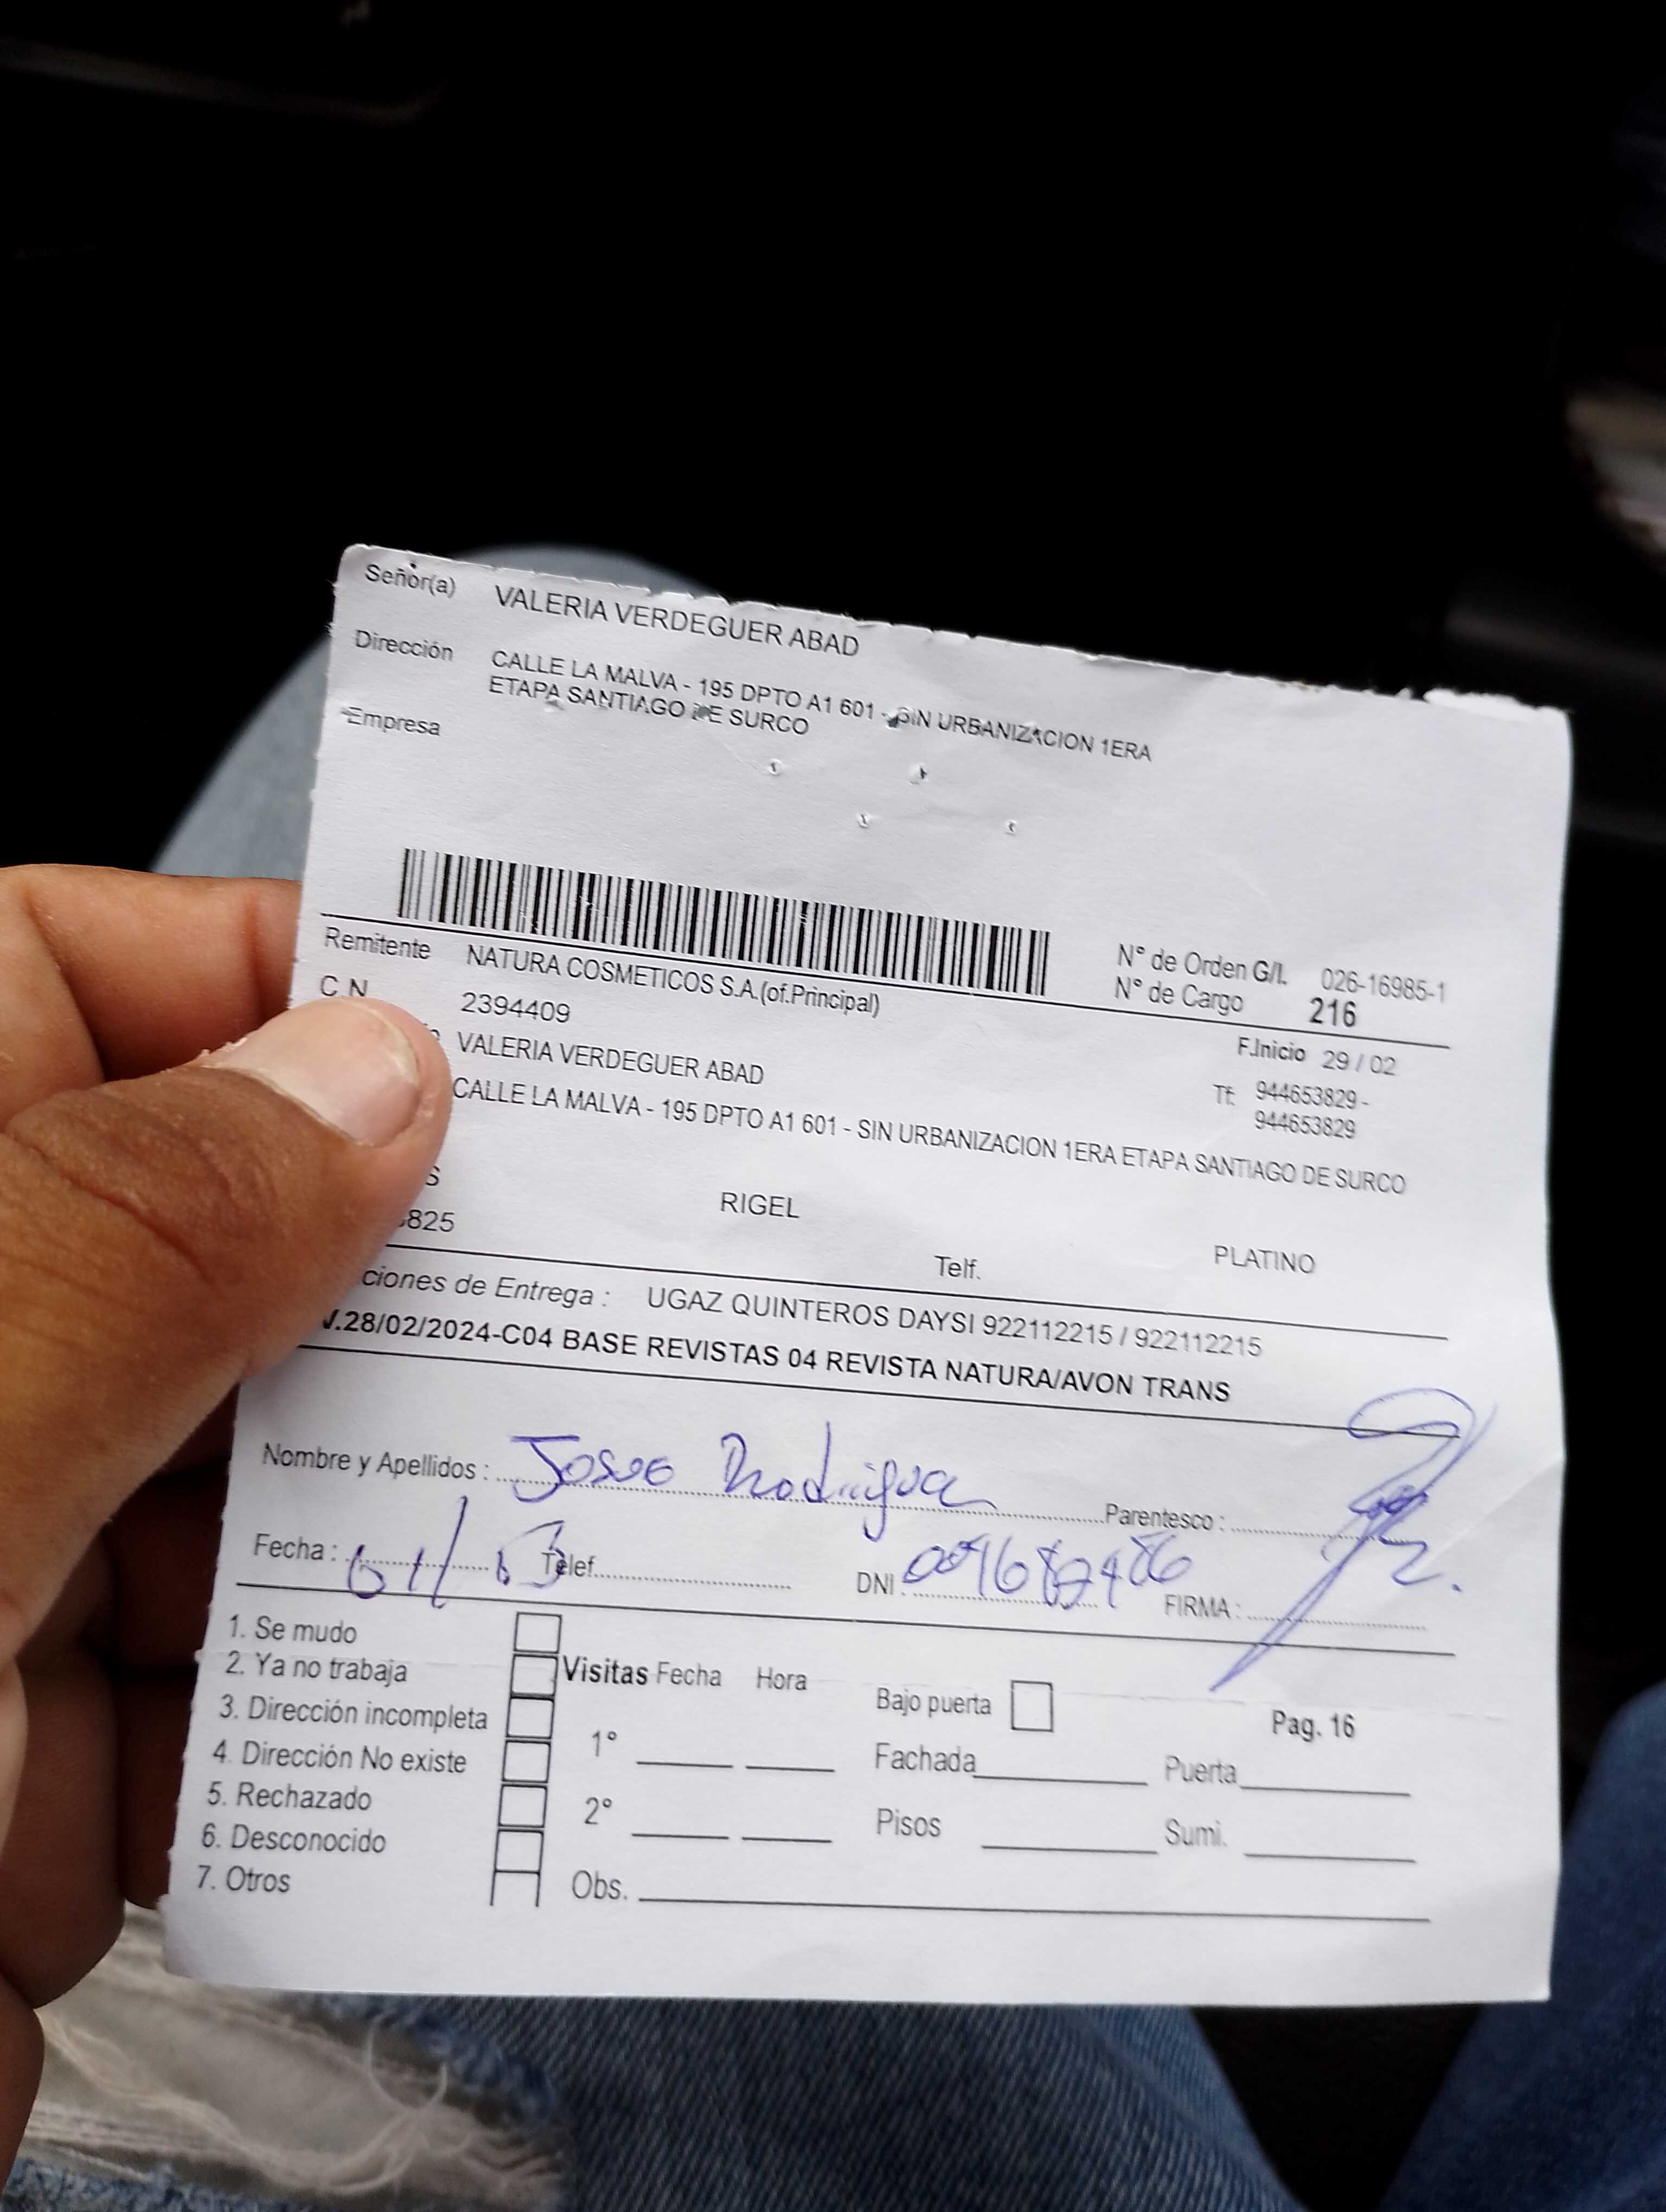 Señor(a) VALERIA VERDEGUER ABAD
Dirección CALLE LA MALVA - 195 DPTO A1 601 - SIN URBANIZACION 1ERA
ETAPA SANTIAGO DE SURCO
Empresa
N° de Orden G/I. 026-16985-1
Remitente NATURA COSMETICOS S.A.(of.Principal) N° de Cargo 216
C N 2394409 F.Inicio 29 / 02
VALERIA VERDEGUER ABAD Tf: 944653829 -
944653829
CALLE LA MALVA - 195 DPTO A1 601 - SIN URBANIZACION 1ERA ETAPA SANTIAGO DE SURCO
S RIGEL PLATINO
825 Telf.
ciones de Entrega : UGAZ QUINTEROS DAYSI 922112215 / 922112215
V.28/02/2024-C04 BASE REVISTAS 04 REVISTA NATURA/AVON TRANS
Nombre y Apellidos : Josue Rodriguez Parentesco :
Fecha : 01/03 Telef. DNI : FIRMA :
1. Se mudo
2. Ya no trabaja Visitas Fecha Hora Bajo puerta Pag. 16
3. Dirección incompleta 1° Fachada Puerta
4. Dirección No existe
5. Rechazado 2° Pisos Sumi.
6. Desconocido
7. Otros Obs.